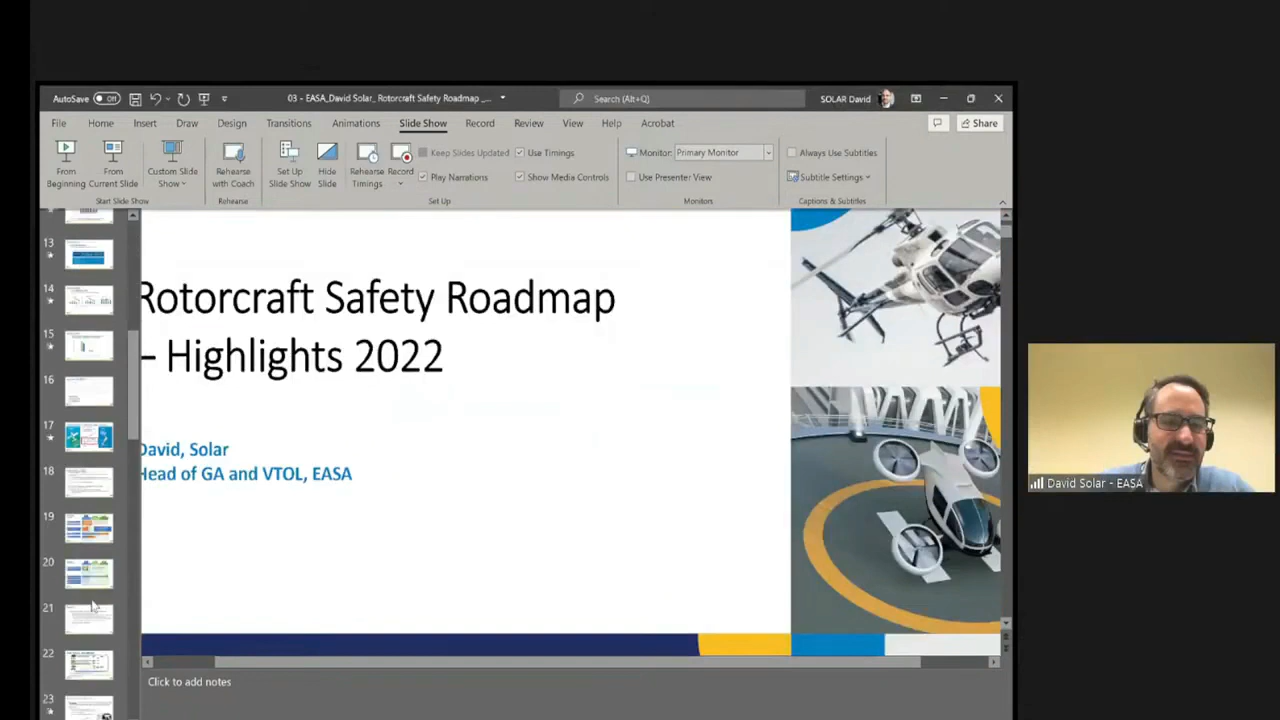 AutoSave Off
03 - EASA_David Solar_ Rotorcraft Safety Roadmap _...
Search (Alt+Q)
SOLAR David
File Home Insert Draw Design Transitions Animations Slide Show Record Review View Help Acrobat Share
From Beginning
From Current Slide
Custom Slide Show
Start Slide Show
Rehearse with Coach
Rehearse
Set Up Slide Show
Hide Slide
Rehearse Timings
Record
Keep Slides Updated
Use Timings
Play Narrations
Show Media Controls
Set Up
Monitor: Primary Monitor
Use Presenter View
Monitors
Always Use Subtitles
Subtitle Settings
Captions & Subtitles
13
14
15
16
17
18
19
20
21
22
23
Rotorcraft Safety Roadmap
– Highlights 2022
David, Solar
Head of GA and VTOL, EASA
David Solar - EASA
Click to add notes